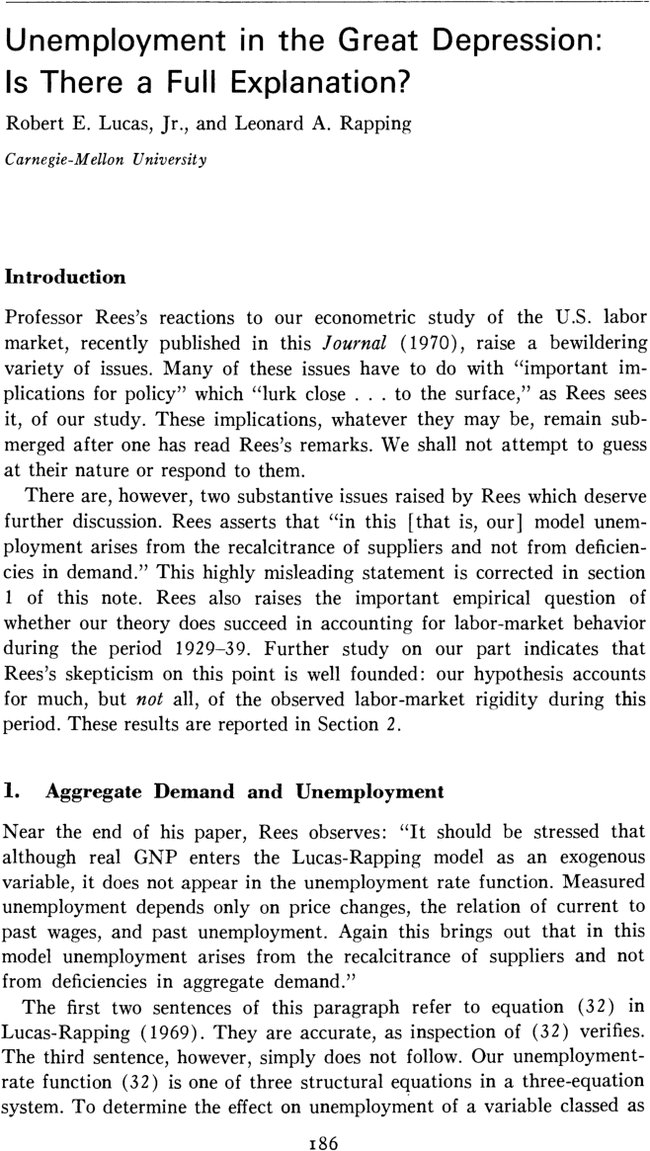 Unemployment in the Great Depression:
Is There a Full Explanation?
Robert E. Lucas, Jr., and Leonard A. Rapping
Carnegie-Mellon University
Introduction
Professor Rees's reactions to our econometric study of the U.S. labor
market, recently published in this Journal (1970), raise a bewildering
variety of issues. Many of these issues have to do with “important im-
plications for policy” which “lurk close . . . to the surface,” as Rees sees
it, of our study. These implications, whatever they may be, remain sub-
merged after one has read Rees's remarks. We shall not attempt to guess
at their nature or respond to them.
There are, however, two substantive issues raised by Rees which deserve
further discussion. Rees asserts that “in this [that is, our] model unem-
ployment arises from the recalcitrance of suppliers and not from deficien-
cies in demand.” This highly misleading statement is corrected in section
1 of this note. Rees also raises the important empirical question of
whether our theory does succeed in accounting for labor-market behavior
during the period 1929–39. Further study on our part indicates that
Rees's skepticism on this point is well founded: our hypothesis accounts
for much, but not all, of the observed labor-market rigidity during this
period. These results are reported in Section 2.
1. Aggregate Demand and Unemployment
Near the end of his paper, Rees observes: “It should be stressed that
although real GNP enters the Lucas-Rapping model as an exogenous
variable, it does not appear in the unemployment rate function. Measured
unemployment depends only on price changes, the relation of current to
past wages, and past unemployment. Again this brings out that in this
model unemployment arises from the recalcitrance of suppliers and not
from deficiencies in aggregate demand.”
The first two sentences of this paragraph refer to equation (32) in
Lucas-Rapping (1969). They are accurate, as inspection of (32) verifies.
The third sentence, however, simply does not follow. Our unemployment-
rate function (32) is one of three structural equations in a three-equation
system. To determine the effect on unemployment of a variable classed as
186